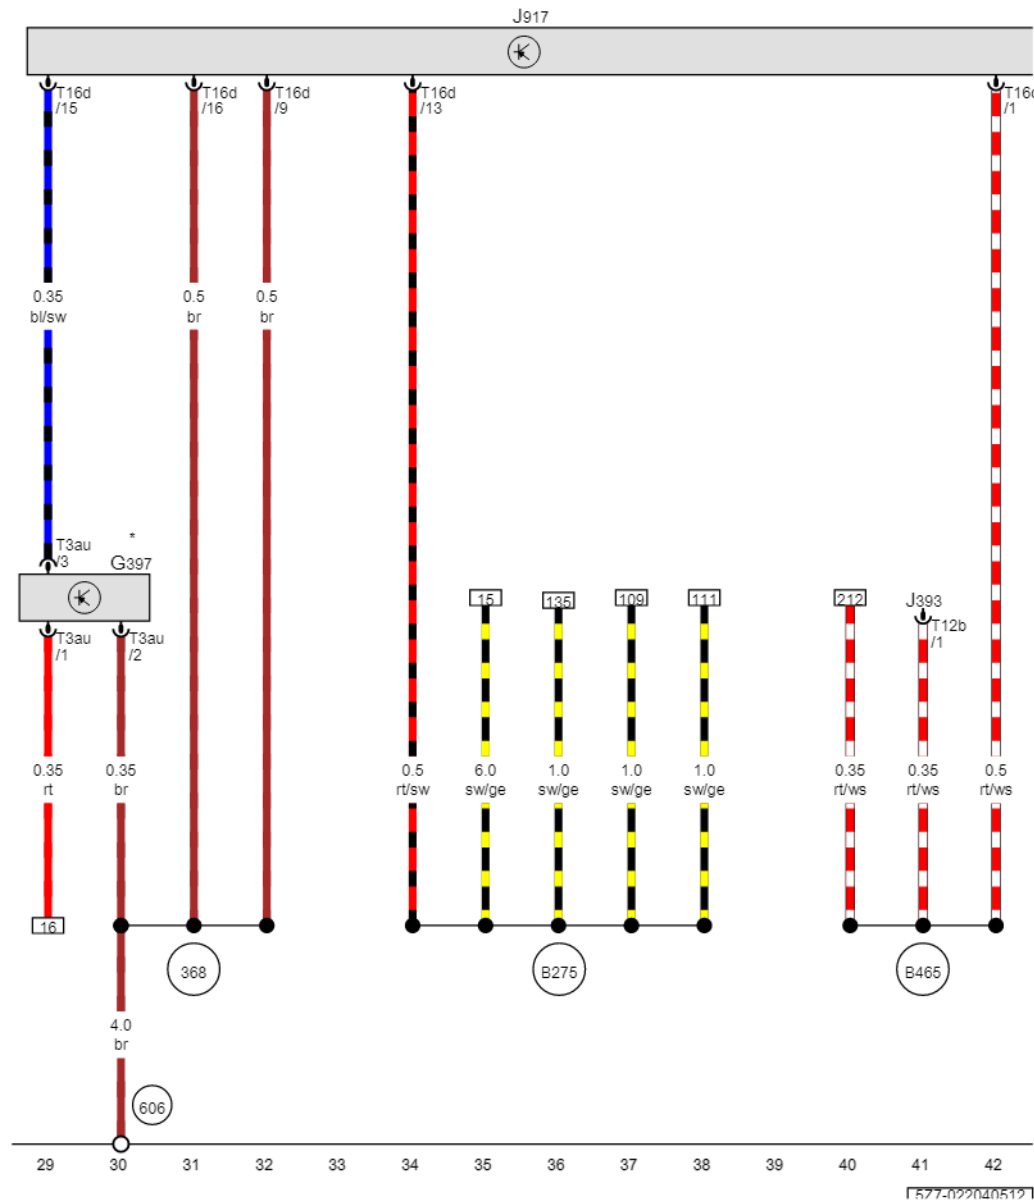 J917
T16d
/15
T16d
/16
T16d
/9
T16d
/13
T16d
/1
0.35
bl/sw
0.5
br
0.5
br
T3au
/3
*
G397
T3au
/1
T3au
/2
15
135
109
111
212
J393
T12b
/1
0.35
rt
0.35
br
0.5
rt/sw
6.0
sw/ge
1.0
sw/ge
1.0
sw/ge
1.0
sw/ge
0.35
rt/ws
0.35
rt/ws
0.5
rt/ws
16
368
B275
B465
4.0
br
606
29 30 31 32 33 34 35 36 37 38 39 40 41 42
577-022040512